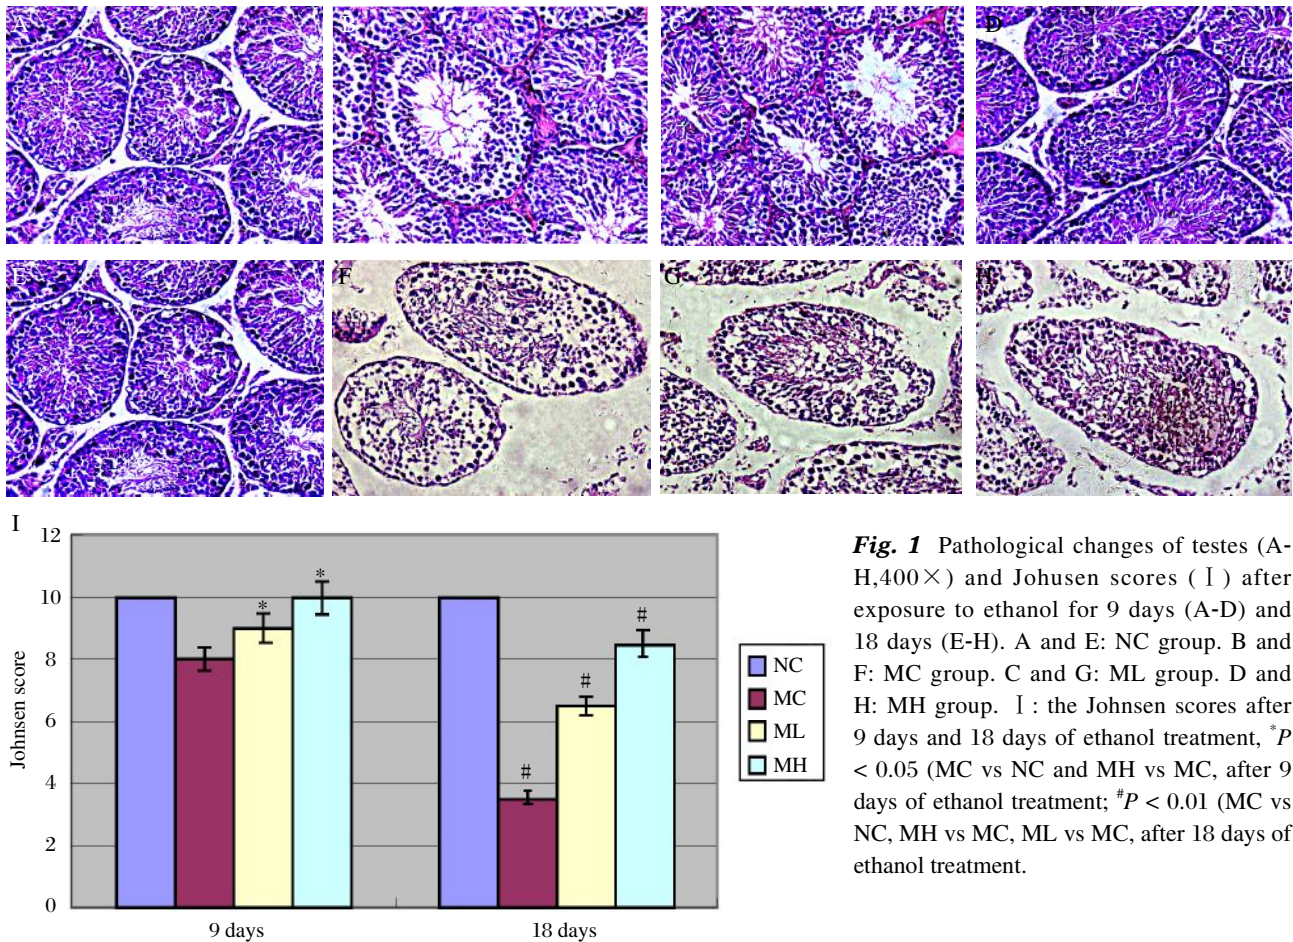 A B C D
E F G H
I
12
10
8
6
4
2
0
Johnsen score
* * # # #
9 days 18 days
NC
MC
ML
MH
Fig. 1 Pathological changes of testes (A-
H,400×) and Johusen scores (Ⅰ) after
exposure to ethanol for 9 days (A-D) and
18 days (E-H). A and E: NC group. B and
F: MC group. C and G: ML group. D and
H: MH group. Ⅰ: the Johnsen scores after
9 days and 18 days of ethanol treatment, *P
< 0.05 (MC vs NC and MH vs MC, after 9
days of ethanol treatment; #P < 0.01 (MC vs
NC, MH vs MC, ML vs MC, after 18 days of
ethanol treatment.